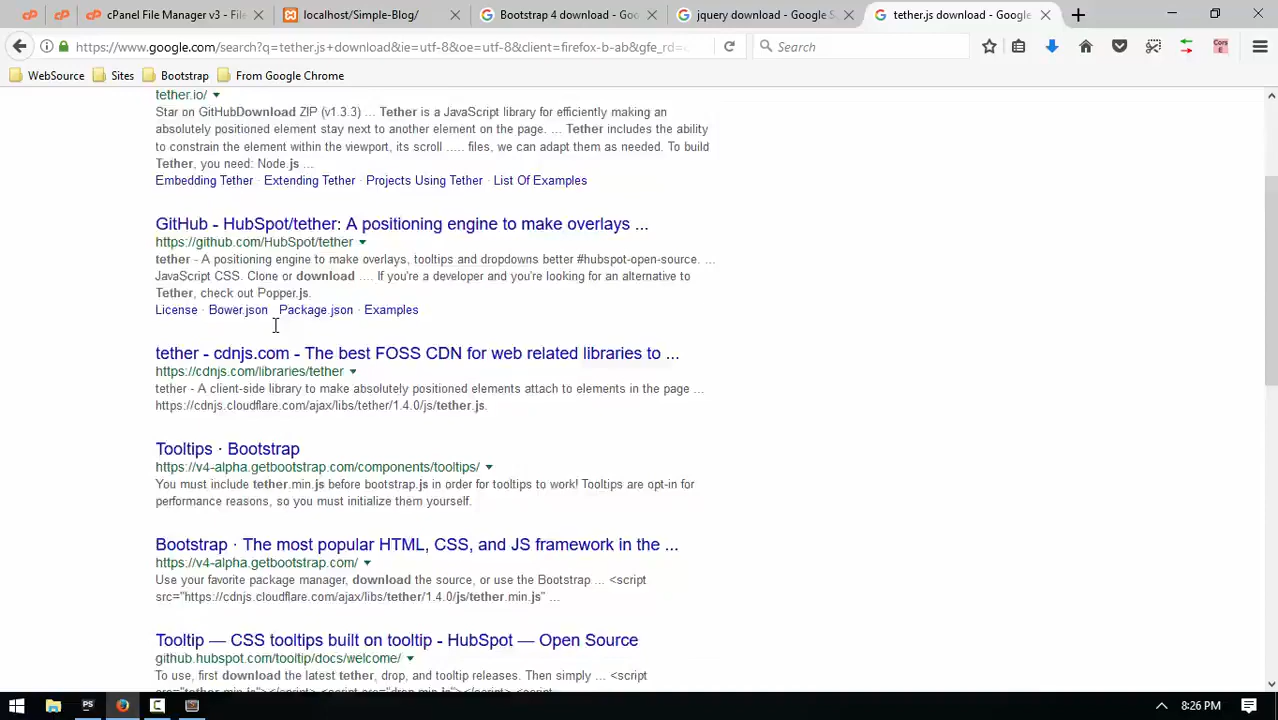 cPanel File Manager v3 - File
localhost/Simple-Blog/
Bootstrap 4 download - Goo
jquery download - Google S
tether.js download - Google
https://www.google.com/search?q=tether.js+download&ie=utf-8&oe=utf-8&client=firefox-b-ab&gfe_rd=c
Search
WebSource
Sites
Bootstrap
From Google Chrome
tether.io/
Star on GitHubDownload ZIP (v1.3.3) ... Tether is a JavaScript library for efficiently making an
absolutely positioned element stay next to another element on the page. ... Tether includes the ability
to constrain the element within the viewport, its scroll ..... files, we can adapt them as needed. To build
Tether, you need: Node.js ...
Embedding Tether · Extending Tether · Projects Using Tether · List Of Examples
GitHub - HubSpot/tether: A positioning engine to make overlays ...
https://github.com/HubSpot/tether
tether - A positioning engine to make overlays, tooltips and dropdowns better #hubspot-open-source. ...
JavaScript CSS. Clone or download .... If you're a developer and you're looking for an alternative to
Tether, check out Popper.js.
License · Bower.json · Package.json · Examples
tether - cdnjs.com - The best FOSS CDN for web related libraries to ...
https://cdnjs.com/libraries/tether
tether - A client-side library to make absolutely positioned elements attach to elements in the page ...
https://cdnjs.cloudflare.com/ajax/libs/tether/1.4.0/js/tether.js.
Tooltips · Bootstrap
https://v4-alpha.getbootstrap.com/components/tooltips/
You must include tether.min.js before bootstrap.js in order for tooltips to work! Tooltips are opt-in for
performance reasons, so you must initialize them yourself.
Bootstrap · The most popular HTML, CSS, and JS framework in the ...
https://v4-alpha.getbootstrap.com/
Use your favorite package manager, download the source, or use the Bootstrap ... <script
src="https://cdnjs.cloudflare.com/ajax/libs/tether/1.4.0/js/tether.min.js" ...
Tooltip — CSS tooltips built on tooltip - HubSpot — Open Source
github.hubspot.com/tooltip/docs/welcome/
To use, first download the latest tether, drop, and tooltip releases. Then simply ... <script
src="tether.min.js"></script> <script src="drop.min.js"></script> <script
PS
8:26 PM